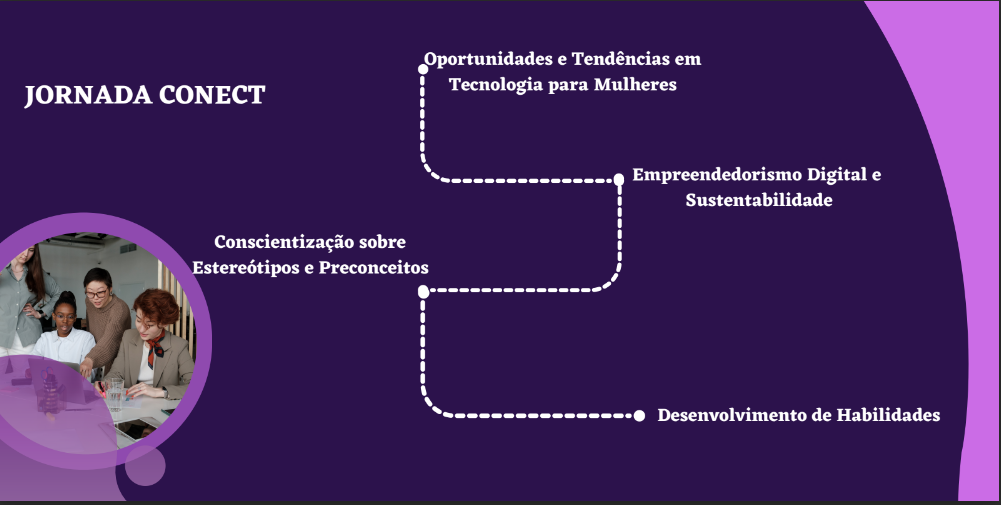 JORNADA CONECT
Oportunidades e Tendências em
Tecnologia para Mulheres
Empreendedorismo Digital e
Sustentabilidade
Conscientização sobre
Estereótipos e Preconceitos
Desenvolvimento de Habilidades